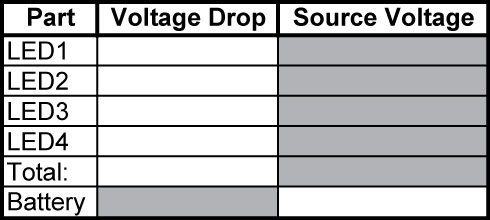 Part Voltage Drop Source Voltage
LED1
LED2
LED3
LED4
Total:
Battery